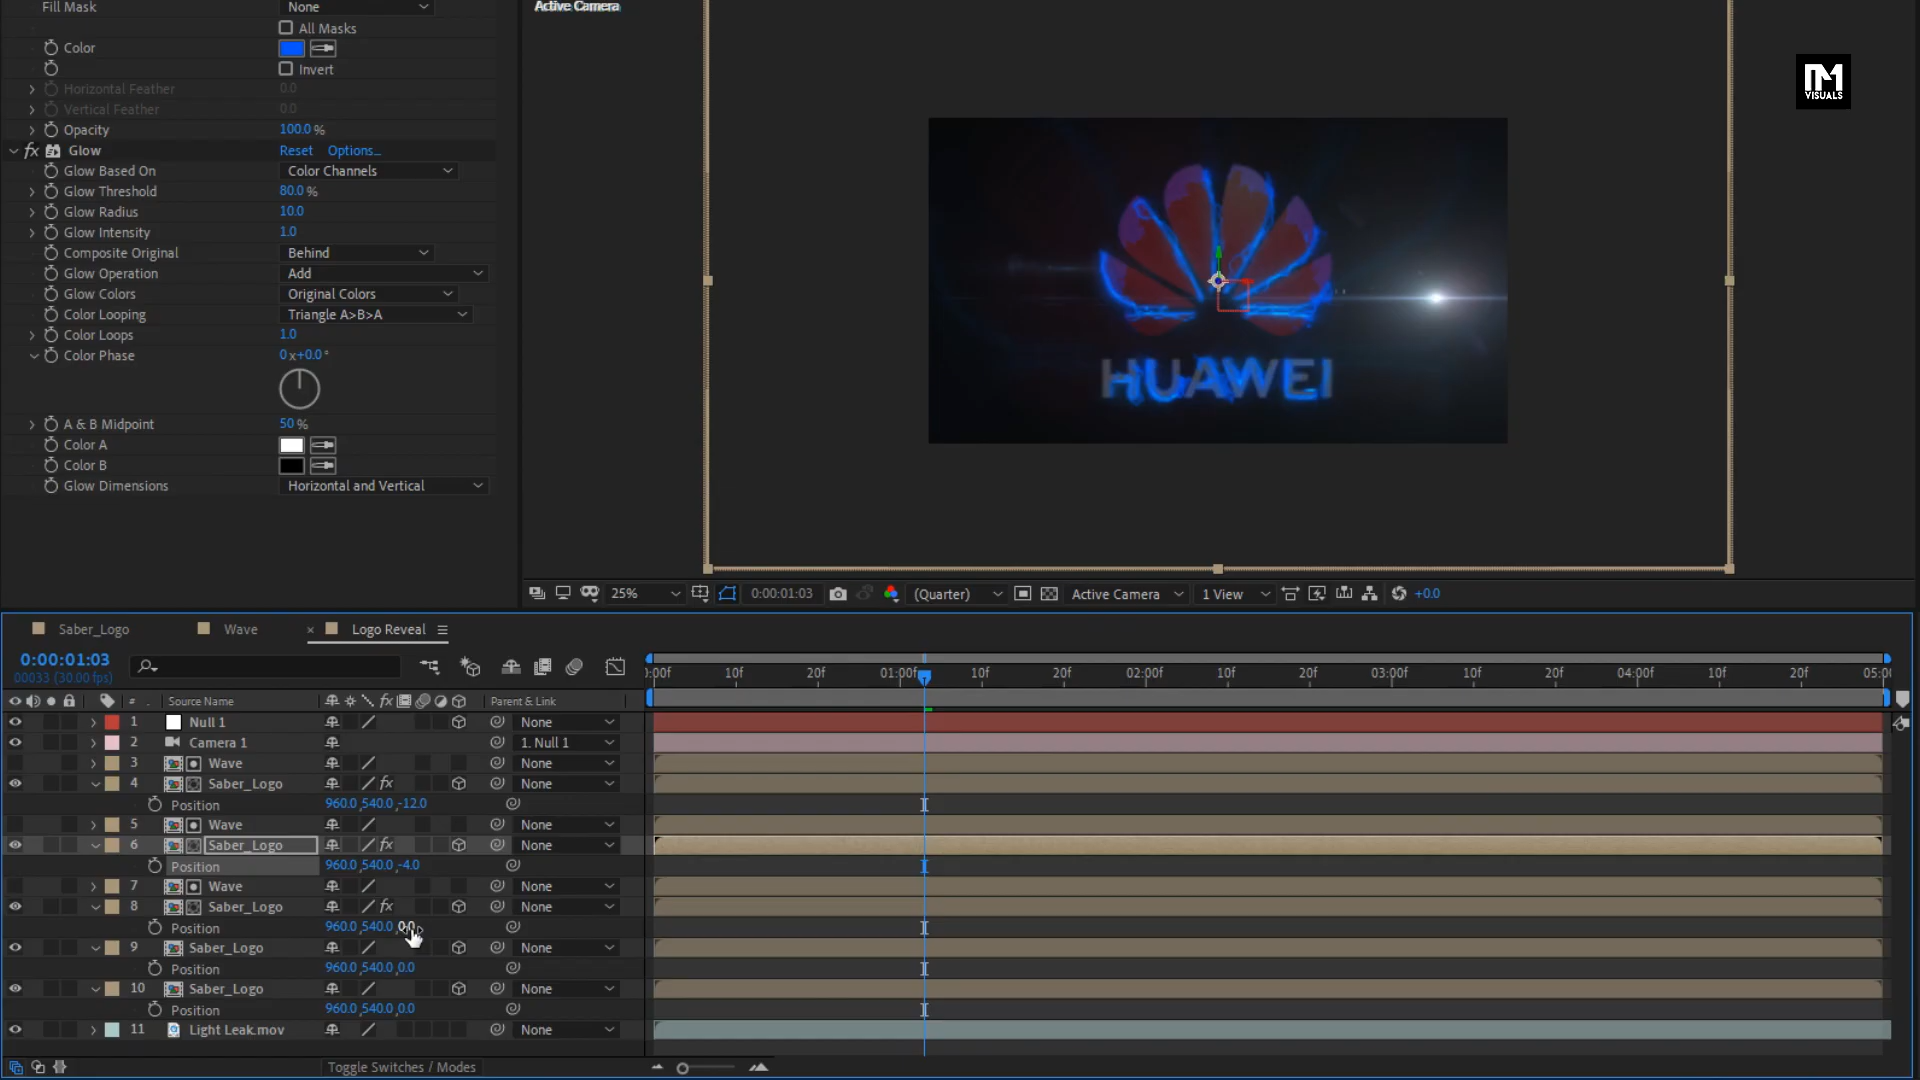 Fill Mask None
All Masks
Color
Invert
Horizontal Feather 0.0
Vertical Feather 0.0
Opacity 100.0 %
fx Glow Reset Options...
Glow Based On Color Channels
Glow Threshold 80.0 %
Glow Radius 10.0
Glow Intensity 1.0
Composite Original Behind
Glow Operation Add
Glow Colors Original Colors
Color Looping Triangle A>B>A
Color Loops 1.0
Color Phase 0 x+0.0 °
A & B Midpoint 50 %
Color A
Color B
Glow Dimensions Horizontal and Vertical
Active Camera
HUAWEI
VISUALS
25% 0:00:01:03 (Quarter) Active Camera 1 View +0.0
Saber_Logo Wave × Logo Reveal
0:00:01:03
00033 (30.00 fps)
:00f 10f 20f 01:00f 10f 20f 02:00f 10f 20f 03:00f 10f 20f 04:00f 10f 20f 05:00
# . Source Name fx Parent & Link
1 Null 1 None
2 Camera 1 1. Null 1
3 Wave None
4 Saber_Logo fx None
Position 960.0,540.0,-12.0
5 Wave None
6 Saber_Logo fx None
Position 960.0,540.0,-4.0
7 Wave None
8 Saber_Logo fx None
Position 960.0,540.0,0.0
9 Saber_Logo None
Position 960.0,540.0,0.0
10 Saber_Logo None
Position 960.0,540.0,0.0
11 Light Leak.mov None
Toggle Switches / Modes